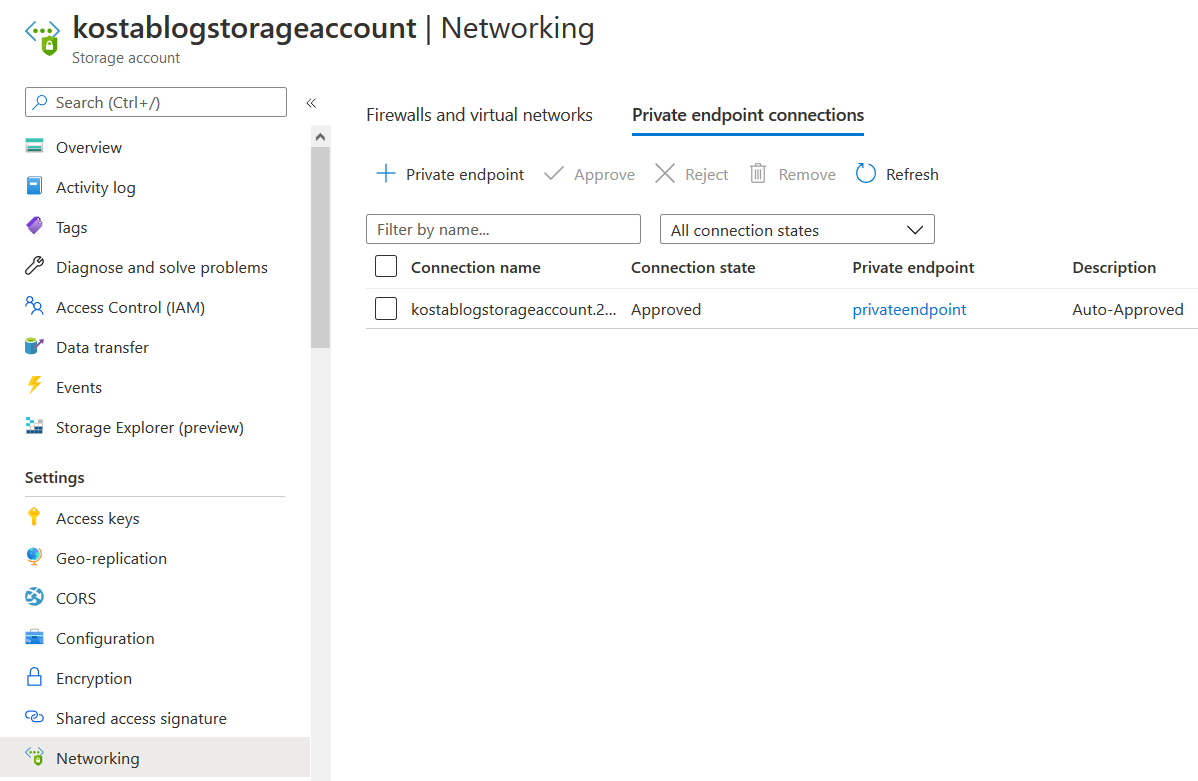 kostablogstorageaccount | Networking
Storage account
Search (Ctrl+/)
«
Overview
Activity log
Tags
Diagnose and solve problems
Access Control (IAM)
Data transfer
Events
Storage Explorer (preview)
Settings
Access keys
Geo-replication
CORS
Configuration
Encryption
Shared access signature
Networking
Firewalls and virtual networks Private endpoint connections
Private endpoint Approve Reject Remove Refresh
Filter by name... All connection states
Connection name Connection state Private endpoint Description
kostablogstorageaccount.2... Approved privateendpoint Auto-Approved